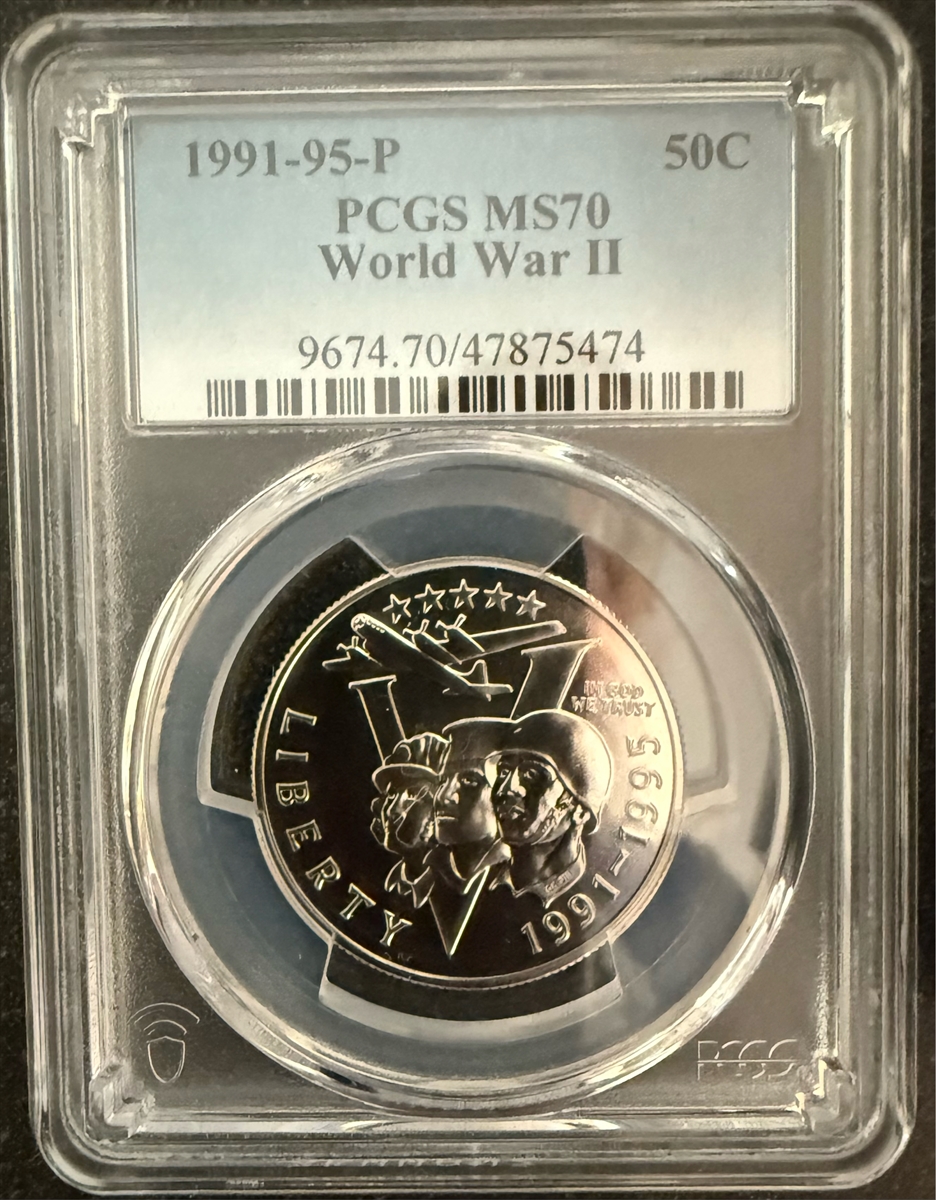 1991-95-P 50C
PCGS MS70
World War II
9674.70/47875474
IN GOD
WE TRUST
LIBERTY
1991-1995
PCGS